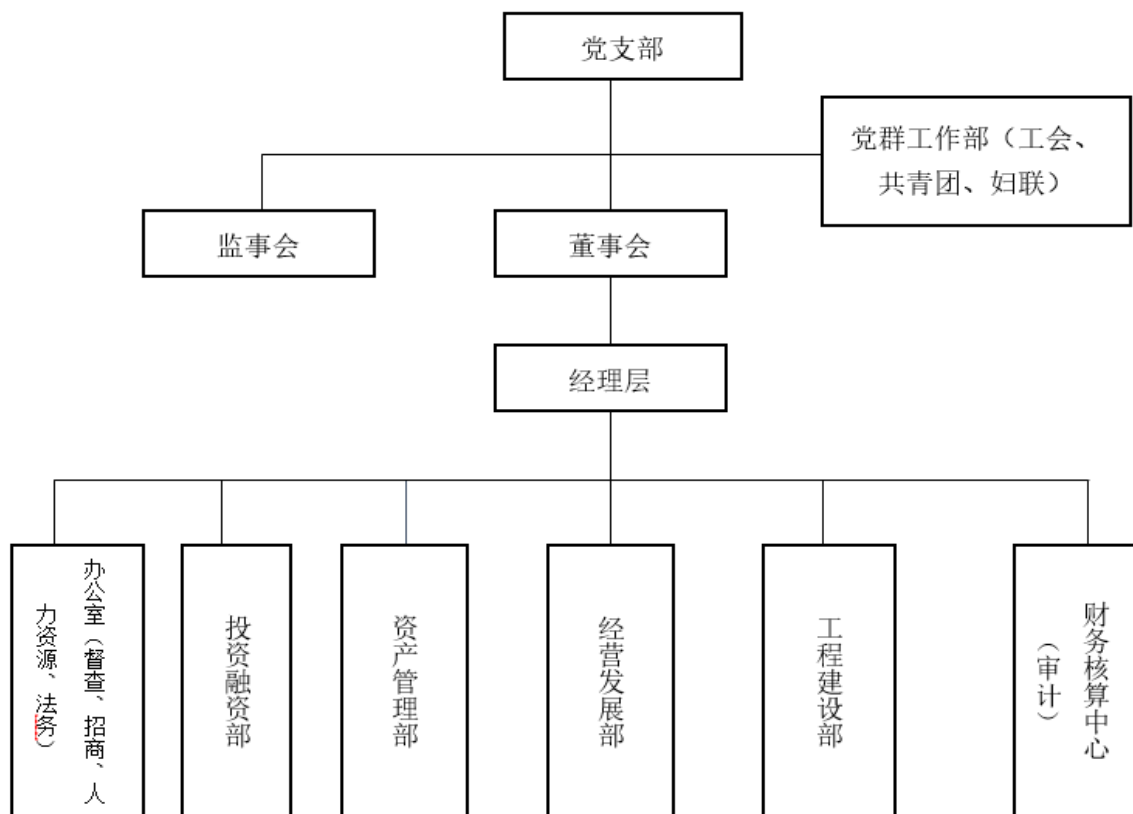 党支部
党群工作部（工会、
共青团、妇联）
监事会
董事会
经理层
办公室（督查、招商、人
力资源、法务）
投资融资部
资产管理部
经营发展部
工程建设部
财务核算中心
（审计）